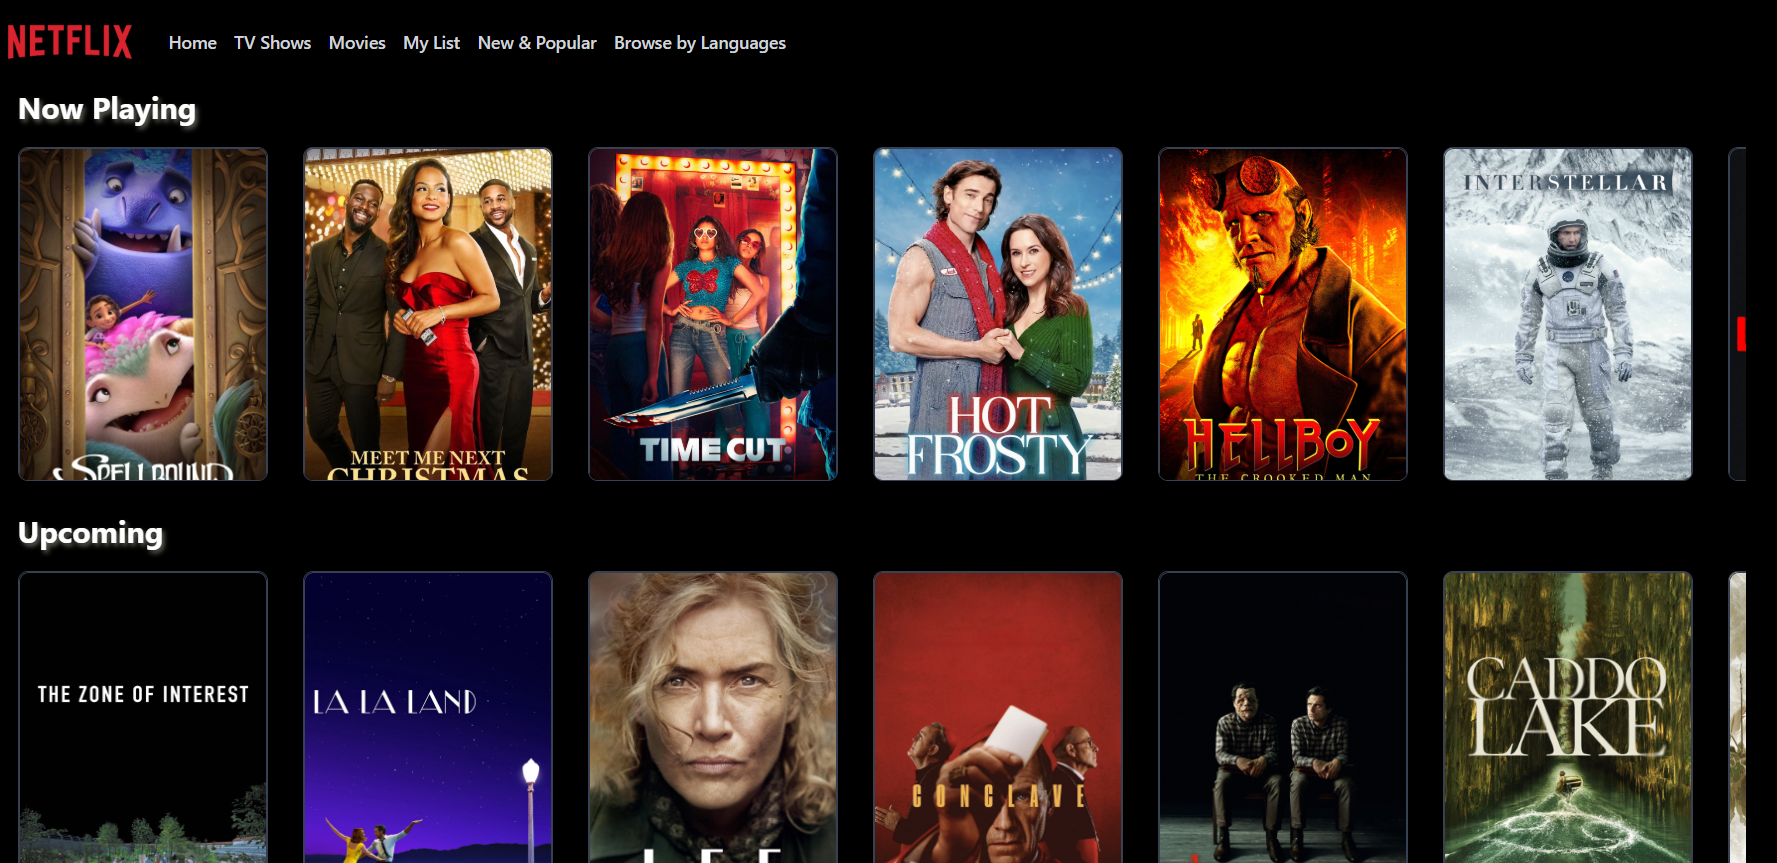 NETFLIX
Home TV Shows Movies My List New & Popular Browse by Languages
Now Playing
SPELLBOUND
MEET ME NEXT
CHRISTMAS
TIME CUT
HOT
FROSTY
HELLBOY
THE CROOKED MAN
INTERSTELLAR
Upcoming
THE ZONE OF INTEREST
LA LA LAND
LEE
CONCLAVE
CADDO
LAKE